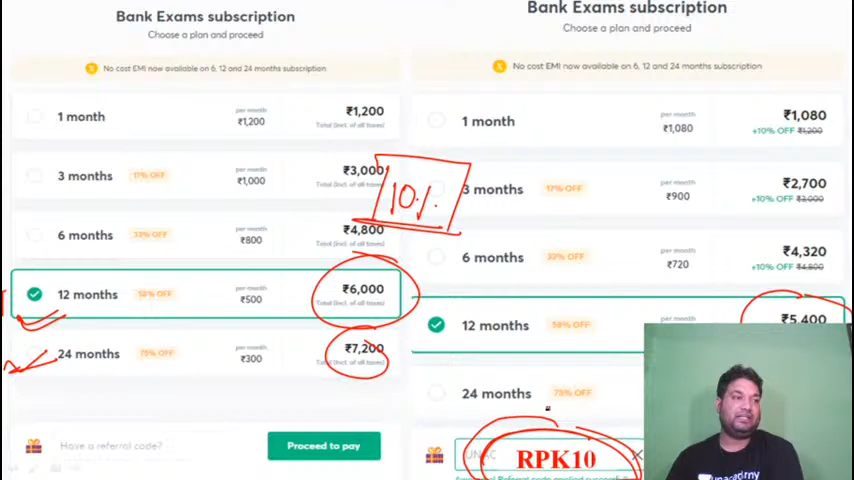 Bank Exams subscription
Choose a plan and proceed
No cost EMI now available on 6, 12 and 24 months subscription
1 month
per month
₹1,200
₹1,200
Total (Incl. of all taxes)
3 months
17% OFF
per month
₹1,000
₹3,000
Total (Incl. of all
6 months
33% OFF
per month
₹800
₹4,800
Total (Incl. of all taxes)
12 months
58% OFF
per month
₹500
₹6,000
Total (Incl. of all taxes)
24 months
75% OFF
per month
₹300
₹7,200
Total (Incl. of all taxes)
Have a referral code?
Proceed to pay
10%
Bank Exams subscription
Choose a plan and proceed
No cost EMI now available on 6, 12 and 24 months subscription
1 month
per month
₹1,080
₹1,080
+10% OFF ₹1,200
3 months
17% OFF
per month
₹900
₹2,700
+10% OFF ₹3,000
6 months
33% OFF
per month
₹720
₹4,320
+10% OFF ₹4,800
12 months
58% OFF
per month
₹5,400
24 months
75% OFF
UNAC
RPK10
Referral code applied successfully
unacademy